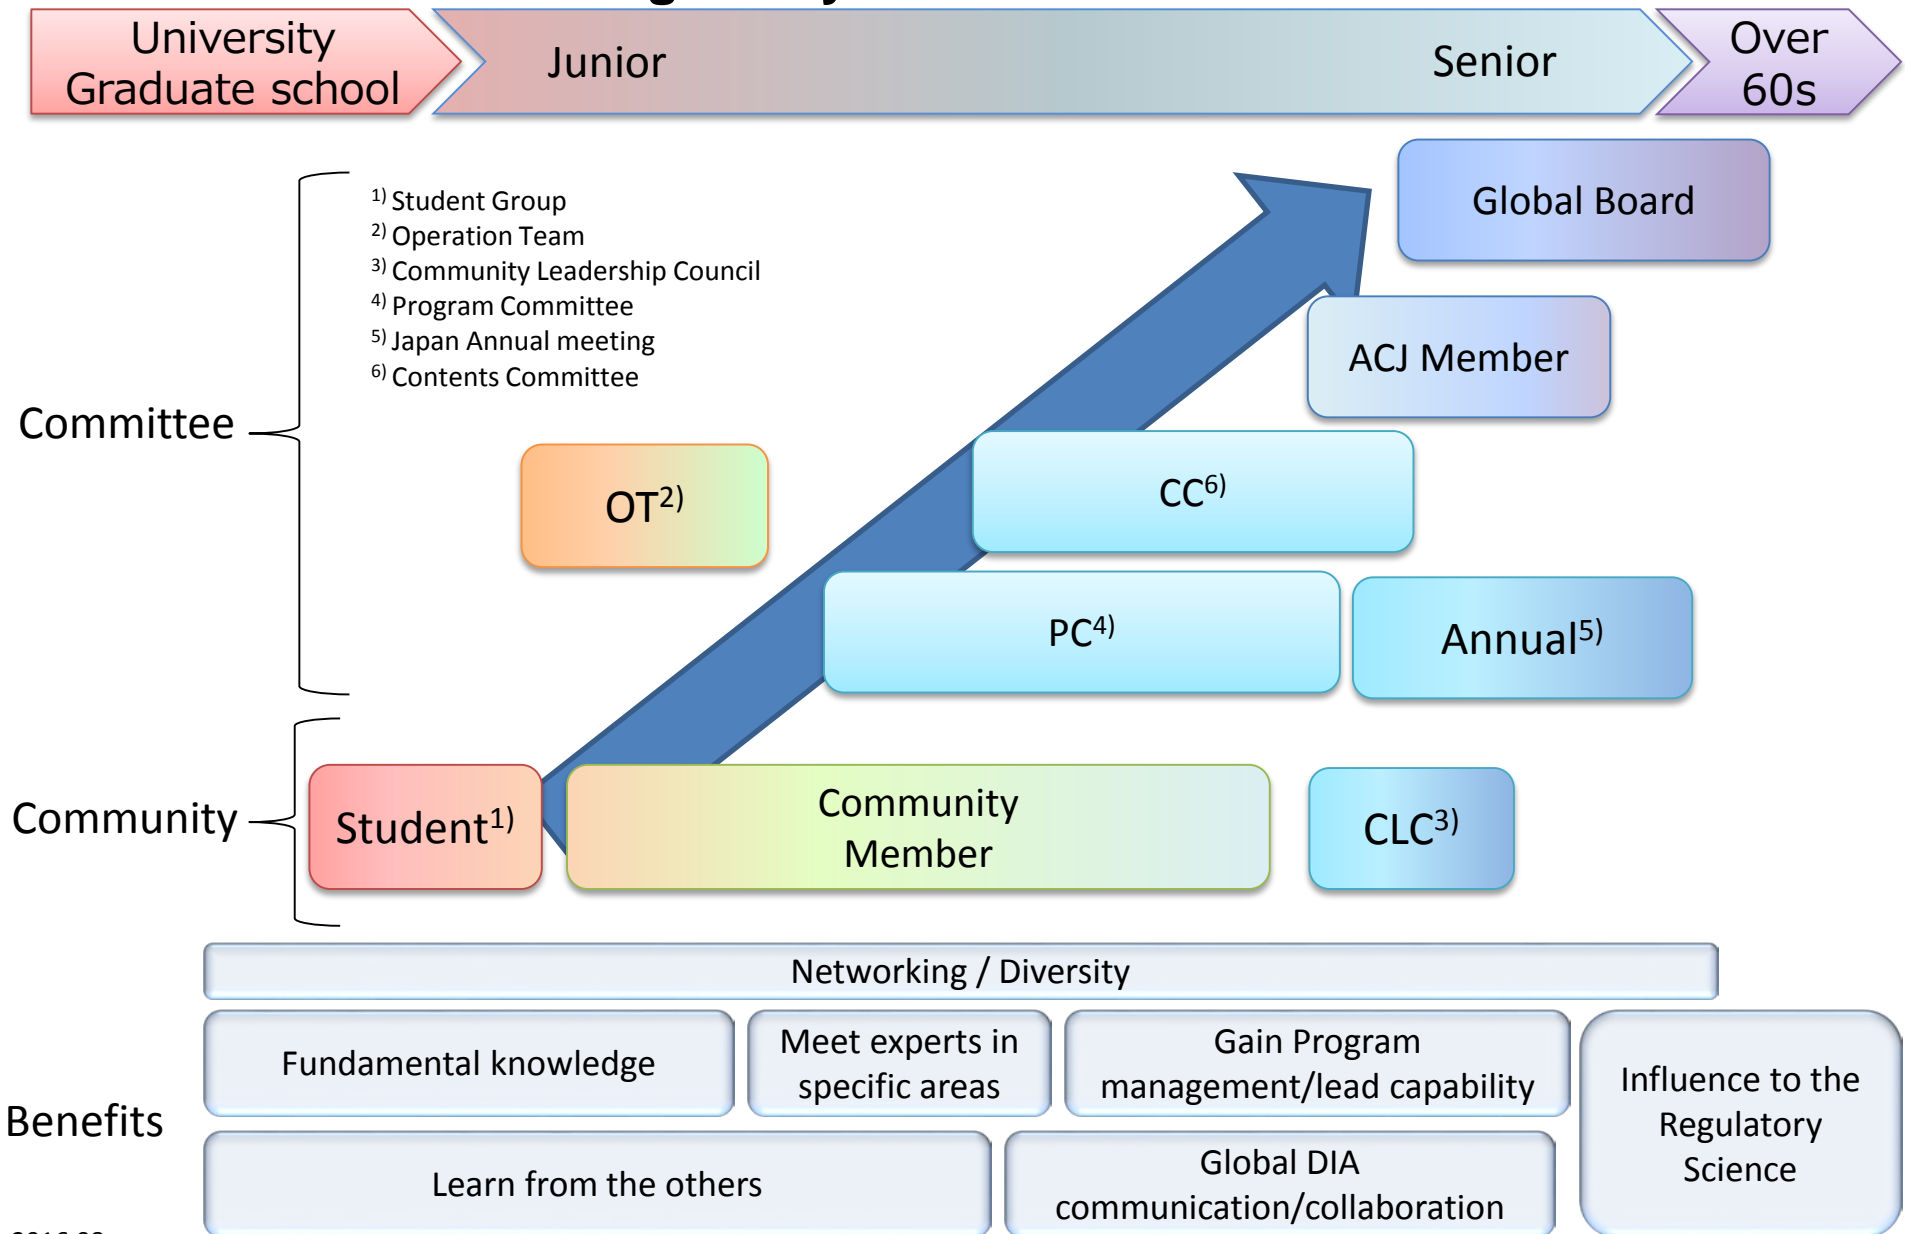 University
Graduate school
Junior
Senior
Over
60s
1) Student Group
2) Operation Team
3) Community Leadership Council
4) Program Committee
5) Japan Annual meeting
6) Contents Committee
Global Board
ACJ Member
Committee
OT2)
CC6)
PC4)
Annual5)
Community
Student1)
Community
Member
CLC3)
Networking / Diversity
Benefits
Fundamental knowledge
Meet experts in
specific areas
Gain Program
management/lead capability
Influence to the
Regulatory
Science
Learn from the others
Global DIA
communication/collaboration